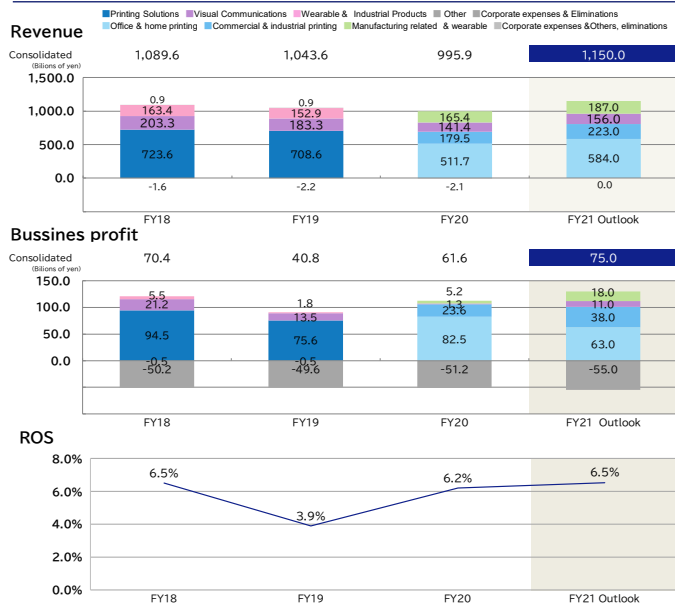 Printing Solutions Visual Communications Wearable & Industrial Products Other Corporate expenses & Eliminations
Office & home printing Commercial & industrial printing Manufacturing related & wearable Corporate expenses &Others, eliminations
Revenue
Consolidated 1,089.6 1,043.6 995.9 1,150.0
(Bilions of yen)
1,500.0
1,000.0
500.0
0.0
0.9 0.9
163.4 152.9 165.4 187.0
203.3 183.3 141.4 156.0
179.5 223.0
723.6 708.6 511.7 584.0
-1.6 -2.2 -2.1 0.0
FY18 FY19 FY20 FY21 Outlook
Bussines profit
Consolidated 70.4 40.8 61.6 75.0
(Bilions of yen)
150.0
100.0
50.0
0.0
5.5 1.8 5.2 18.0
21.2 13.5 1.3 11.0
23.6 38.0
94.5 75.6 82.5 63.0
-0.5 -0.5
-50.2 -49.6 -51.2 -55.0
FY18 FY19 FY20 FY21 Outlook
ROS
8.0%
6.0%
4.0%
2.0%
0.0%
6.5% 3.9% 6.2% 6.5%
FY18 FY19 FY20 FY21 Outlook